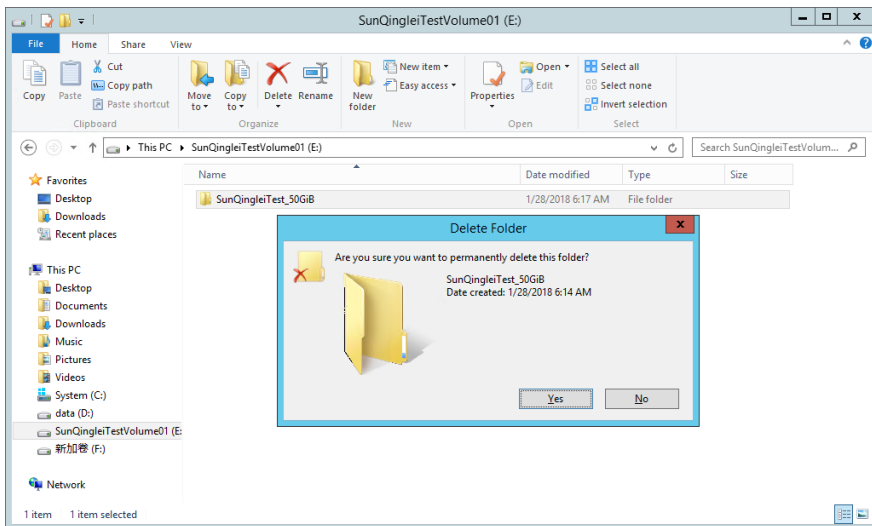 SunQingleiTestVolume01 (E:)
File Home Share View
Copy
Paste
Cut
Copy path
Paste shortcut
Clipboard
Move to
Copy to
Delete
Rename
Organize
New folder
New item
Easy access
New
Properties
Open
Edit
Open
Select all
Select none
Invert selection
Select
This PC SunQingleiTestVolume01 (E:)
Search SunQingleiTestVolum...
Name Date modified Type Size
SunQingleiTest_50GiB 1/28/2018 6:17 AM File folder
Favorites
Desktop
Downloads
Recent places
This PC
Desktop
Documents
Downloads
Music
Pictures
Videos
System (C:)
data (D:)
SunQingleiTestVolume01 (E:
新加卷 (F:)
Network
Delete Folder
Are you sure you want to permanently delete this folder?
SunQingleiTest_50GiB
Date created: 1/28/2018 6:14 AM
Yes No
1 item 1 item selected